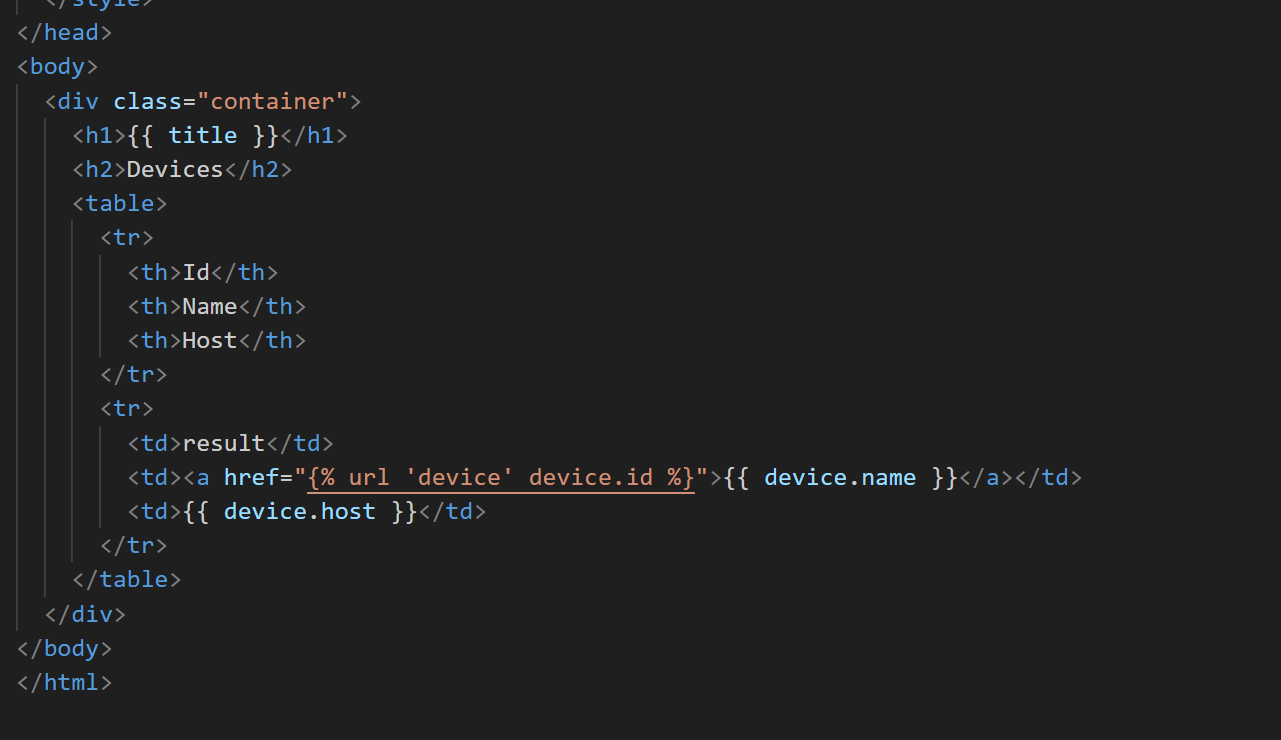 </style>
</head>
<body>
<div class="container">
<h1>{{ title }}</h1>
<h2>Devices</h2>
<table>
<tr>
<th>Id</th>
<th>Name</th>
<th>Host</th>
</tr>
<tr>
<td>result</td>
<td><a href="{% url 'device' device.id %}">{{ device.name }}</a></td>
<td>{{ device.host }}</td>
</tr>
</table>
</div>
</body>
</html>